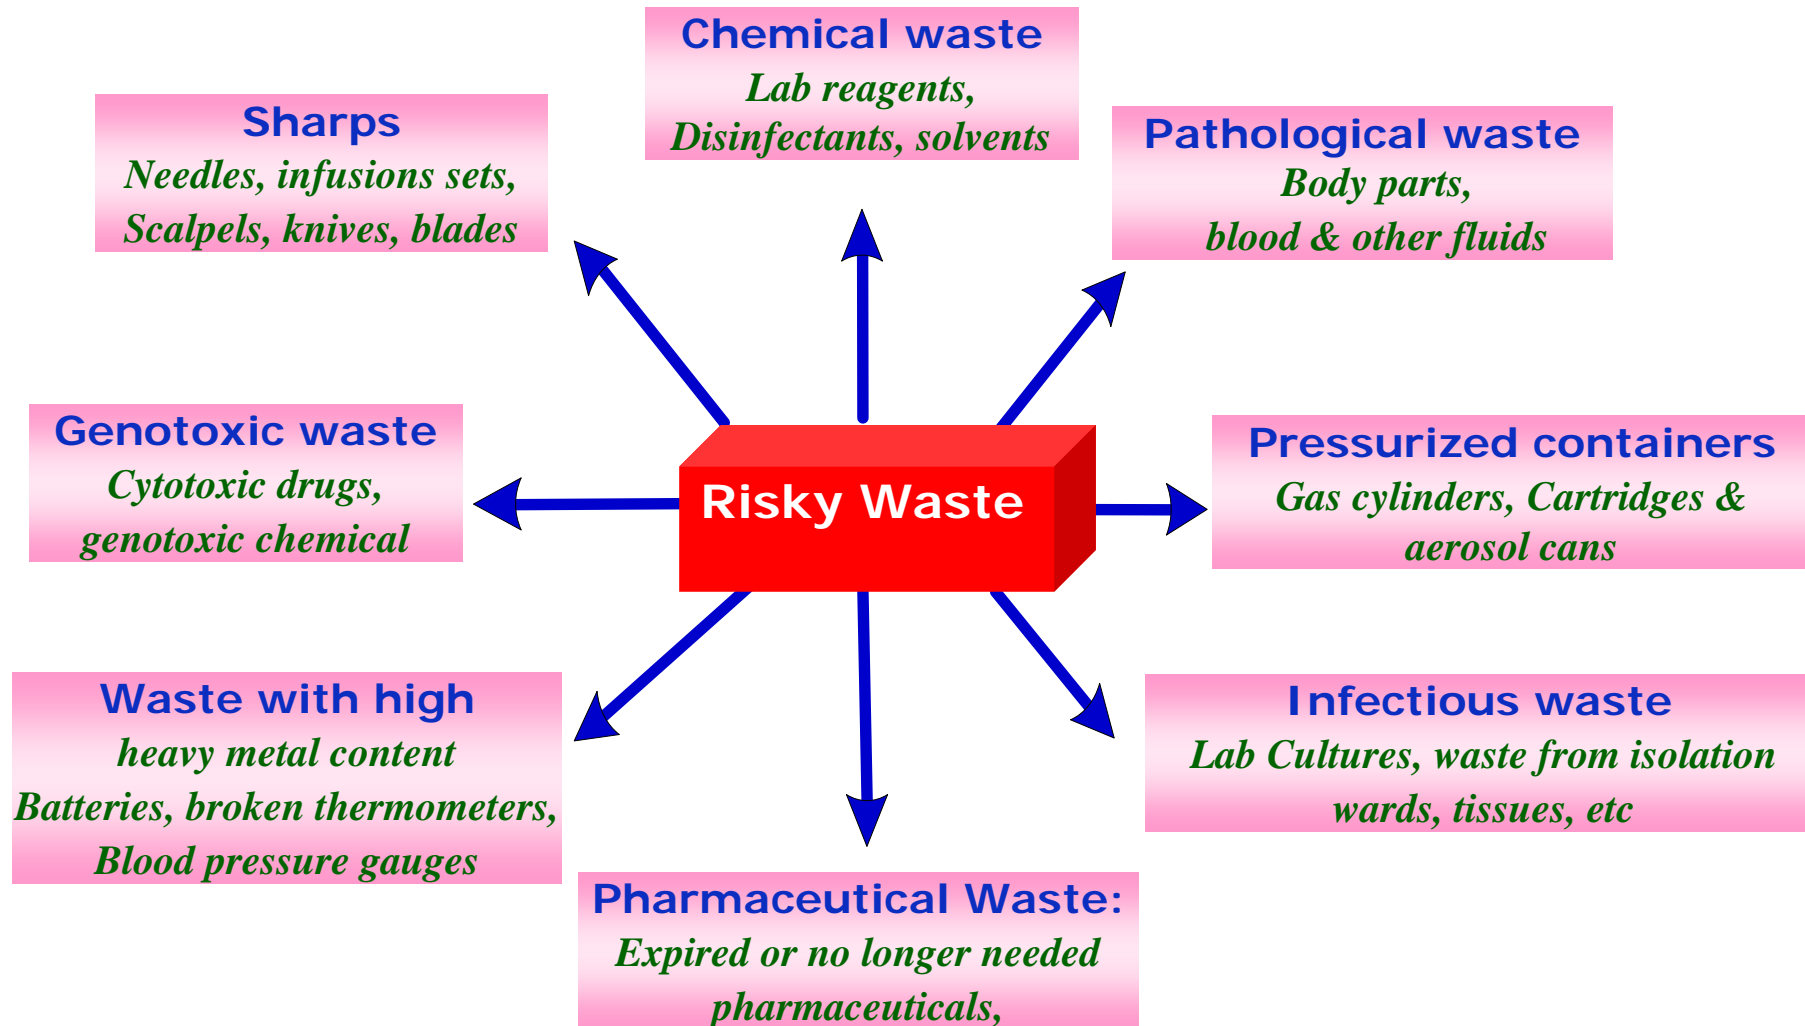 Chemical waste
Lab reagents,
Disinfectants, solvents
Sharps
Needles, infusions sets,
Scalpels, knives, blades
Pathological waste
Body parts,
blood & other fluids
Genotoxic waste
Cytotoxic drugs,
genotoxic chemical
Risky Waste
Pressurized containers
Gas cylinders, Cartridges &
aerosol cans
Waste with high
heavy metal content
Batteries, broken thermometers,
Blood pressure gauges
Infectious waste
Lab Cultures, waste from isolation
wards, tissues, etc
Pharmaceutical Waste:
Expired or no longer needed
pharmaceuticals,